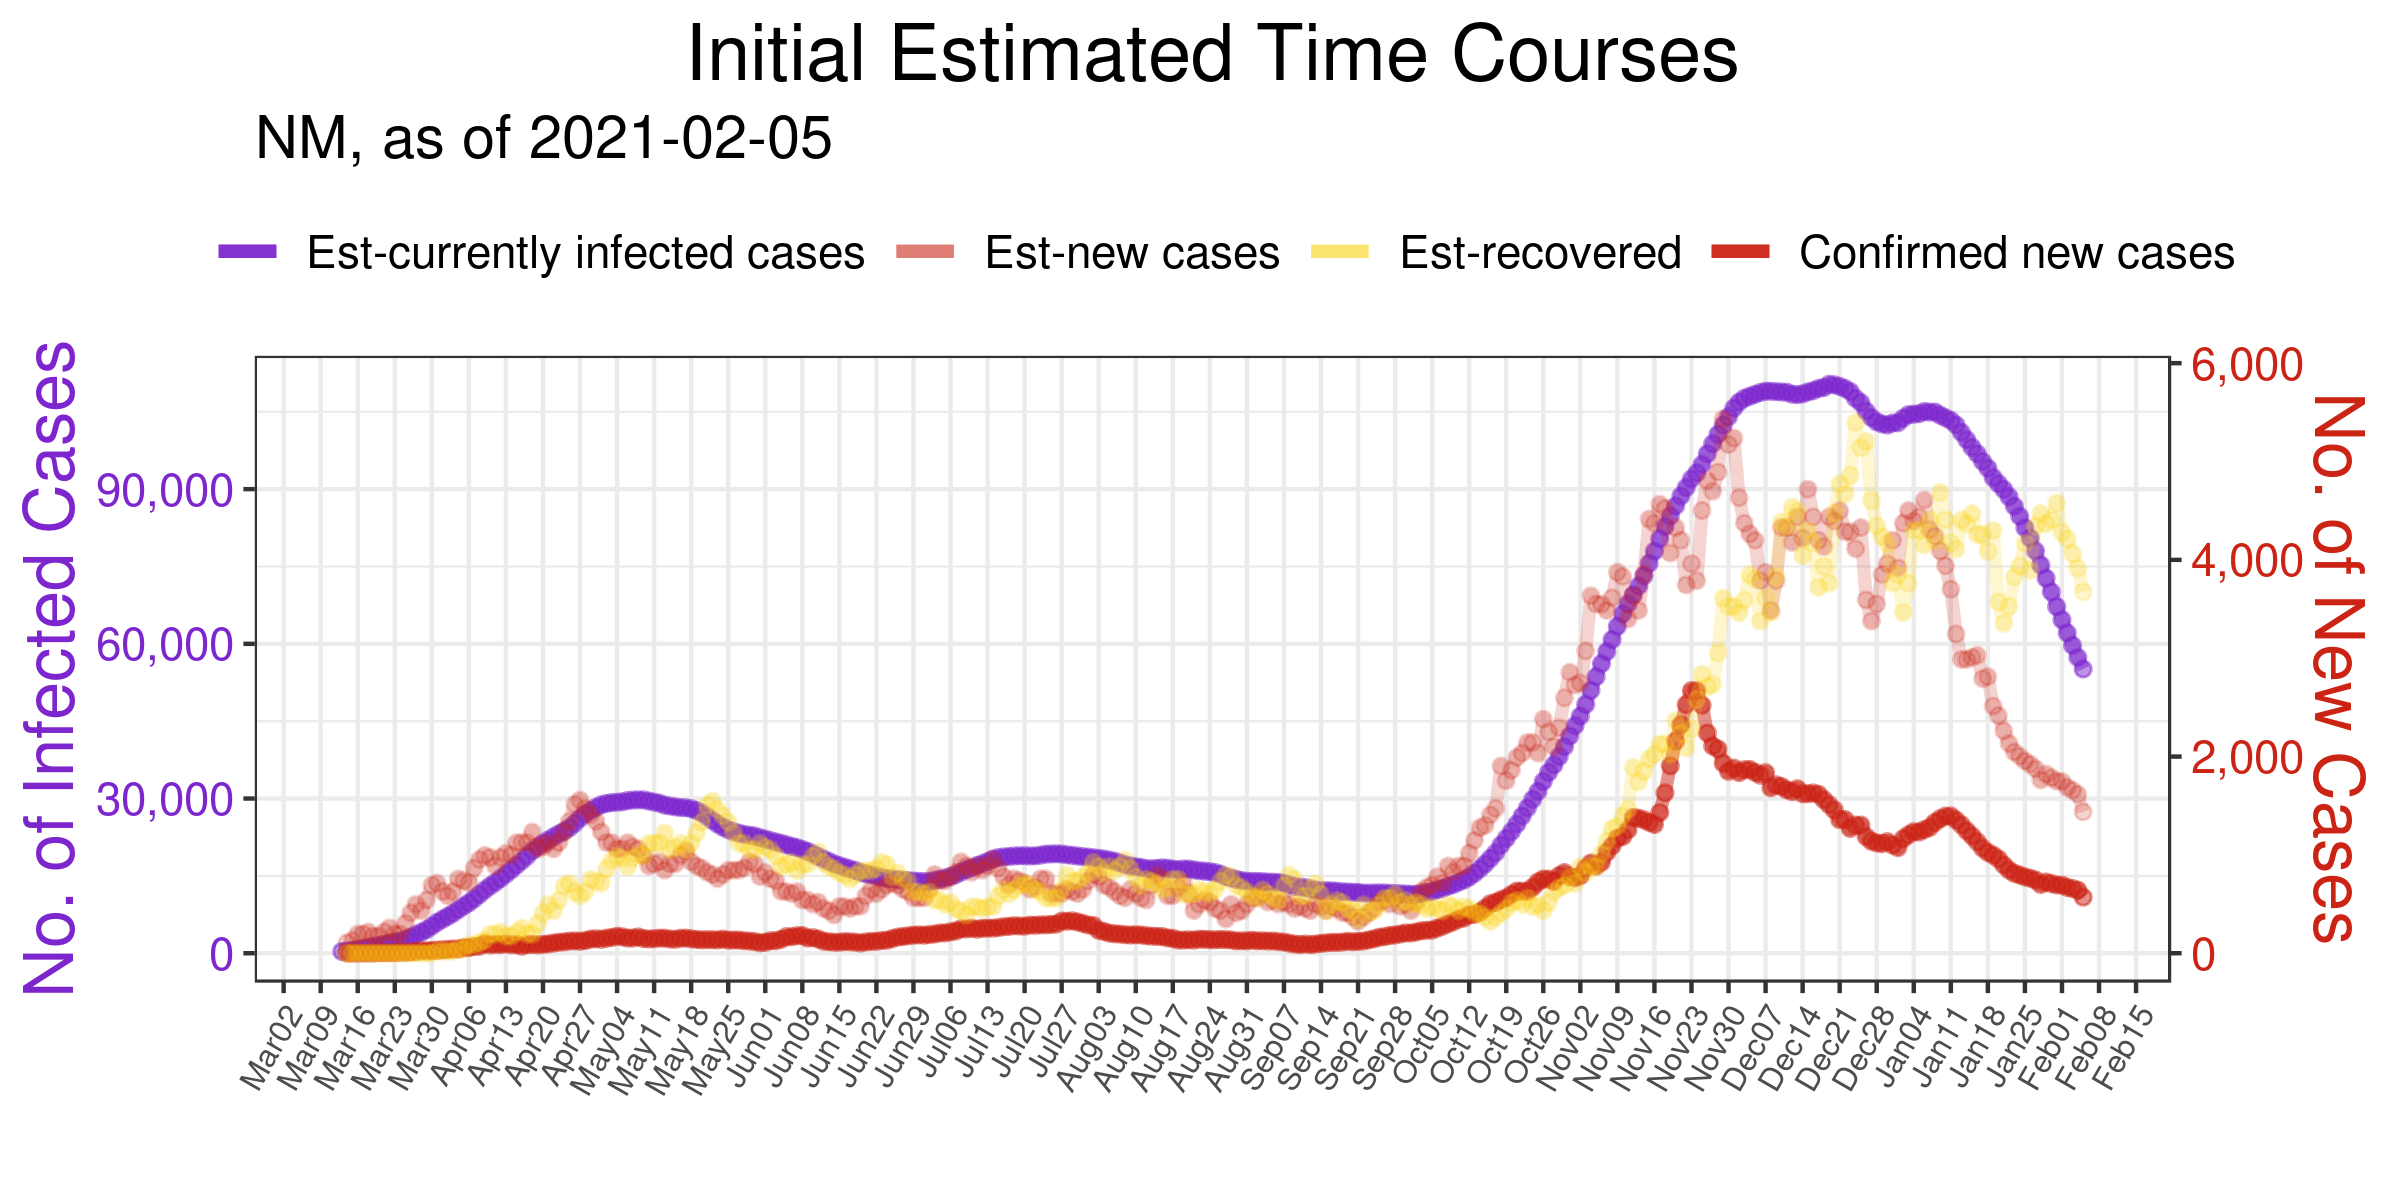 Initial Estimated Time Courses
NM, as of 2021-02-05
Est-currently infected cases Est-new cases Est-recovered Confirmed new cases
No. of Infected Cases
90,000
60,000
30,000
0
6,000
4,000
2,000
0
No. of New Cases
Mar02 Mar09 Mar16 Mar23 Mar30 Apr06 Apr13 Apr20 Apr27 May04 May11 May18 May25 Jun01 Jun08 Jun15 Jun22 Jun29 Jul06 Jul13 Jul20 Jul27 Aug03 Aug10 Aug17 Aug24 Aug31 Sep07 Sep14 Sep21 Sep28 Oct05 Oct12 Oct19 Oct26 Nov02 Nov09 Nov16 Nov23 Nov30 Dec07 Dec14 Dec21 Dec28 Jan04 Jan11 Jan18 Jan25 Feb01 Feb08 Feb15